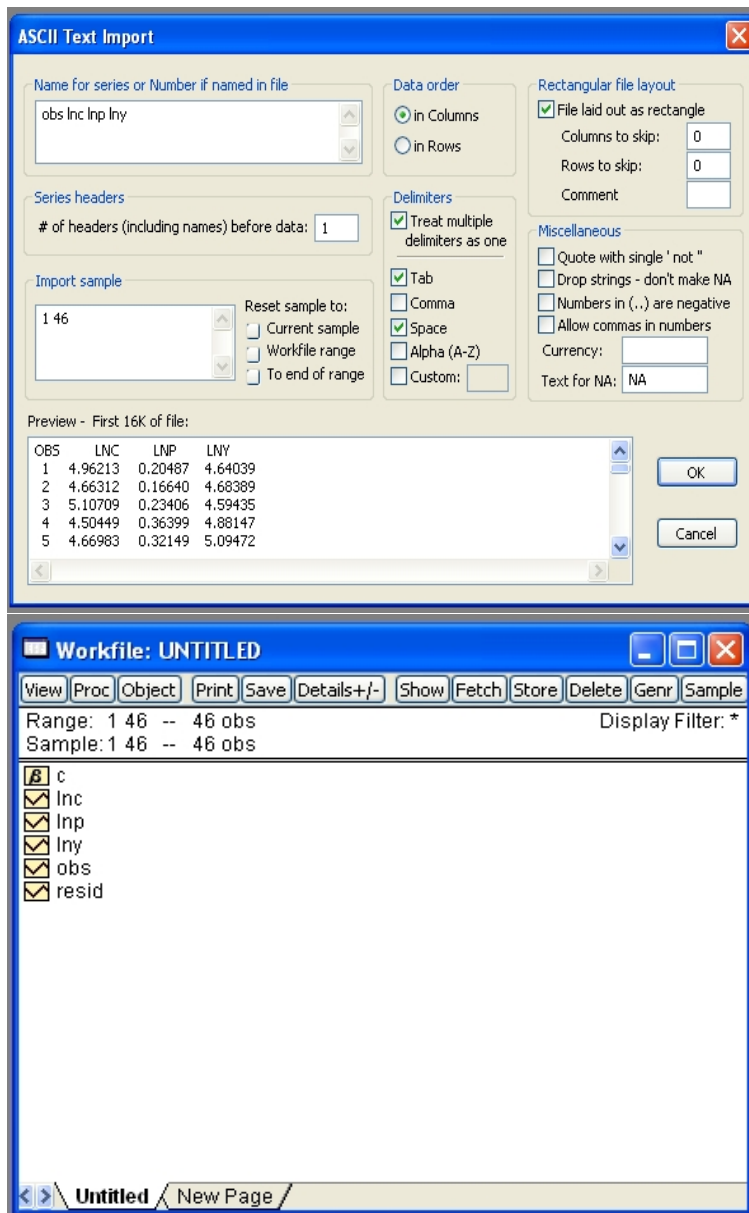 ASCII Text Import
Name for series or Number if named in file
obs lnc lnp lny
Series headers
# of headers (including names) before data: 1
Import sample
1 46
Reset sample to:
Current sample
Workfile range
To end of range
Data order
in Columns
in Rows
Delimiters
Treat multiple
delimiters as one
Tab
Comma
Space
Alpha (A-Z)
Custom:
Rectangular file layout
File laid out as rectangle
Columns to skip: 0
Rows to skip: 0
Comment
Miscellaneous
Quote with single ' not "
Drop strings - don't make NA
Numbers in (..) are negative
Allow commas in numbers
Currency:
Text for NA: NA
Preview - First 16K of file:
OBS LNC LNP LNY
1 4.96213 0.20487 4.64039
2 4.66312 0.16640 4.68389
3 5.10709 0.23406 4.59435
4 4.50449 0.36399 4.88147
5 4.66983 0.32149 5.09472
OK
Cancel
Workfile: UNTITLED
View Proc Object Print Save Details+/- Show Fetch Store Delete Genr Sample
Range: 1 46 -- 46 obs Display Filter: *
Sample: 1 46 -- 46 obs
β c
lnc
lnp
lny
obs
resid
Untitled New Page